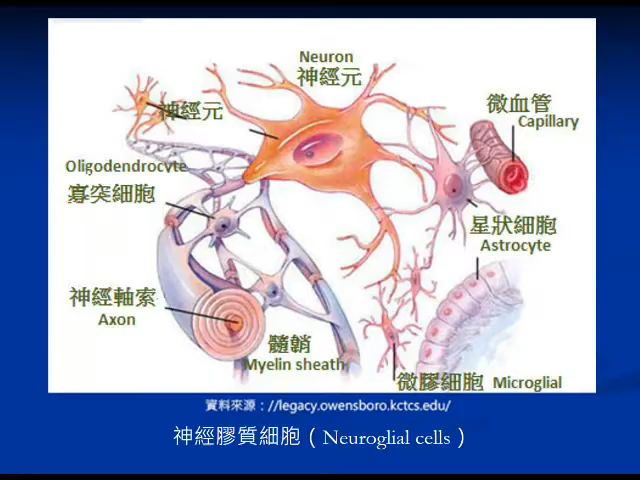 Neuron
神經元
神經元
微血管
Capillary
Oligodendrocyte
寡突細胞
星狀細胞
Astrocyte
神經軸索
Axon
髓鞘
Myelin sheath
微膠細胞 Microglial
資料來源：//legacy.owensboro.kctcs.edu/
神經膠質細胞（Neuroglial cells）